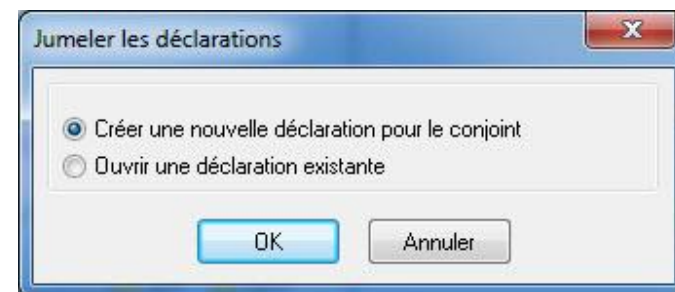 Jumeler les déclarations
Créer une nouvelle déclaration pour le conjoint
Ouvrir une déclaration existante
OK
Annuler